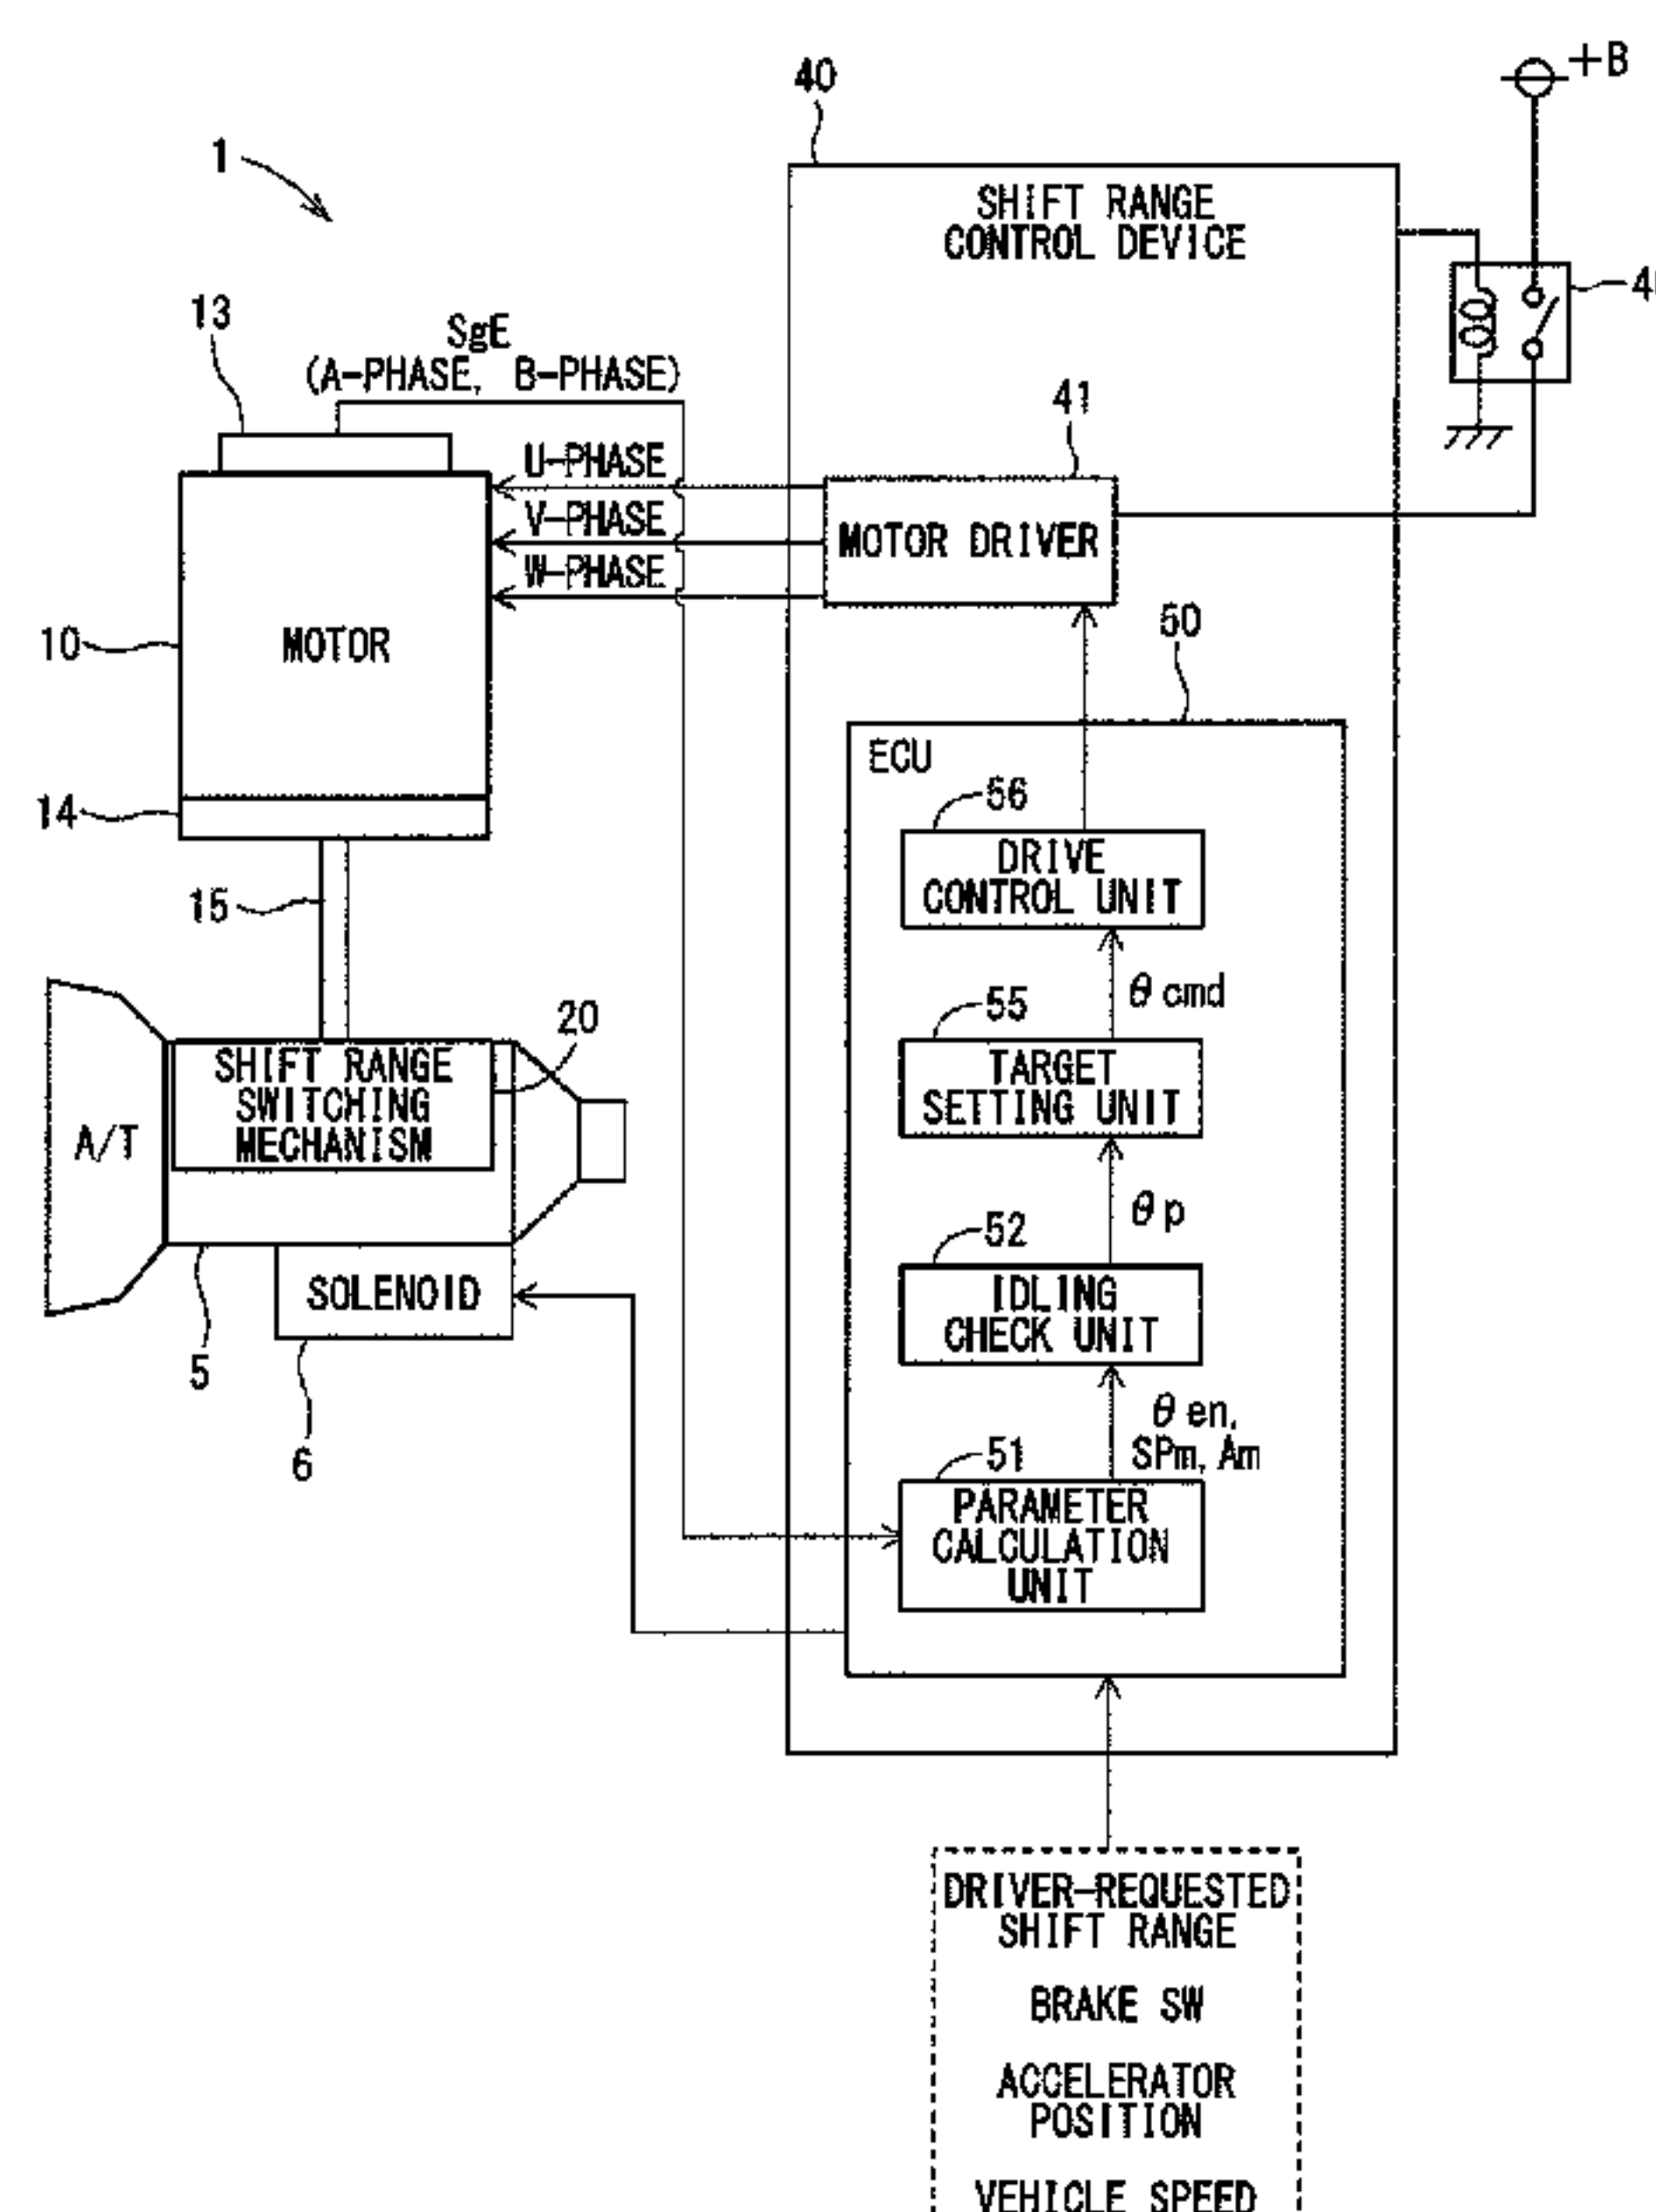 +B
40
1
SHIFT RANGE
CONTROL DEVICE
13
SgE
(A-PHASE, B-PHASE)
41
U-PHASE
V-PHASE
W-PHASE
MOTOR DRIVER
10
MOTOR
50
ECU
14
56
DRIVE
CONTROL UNIT
15
θcmd
55
TARGET
SETTING UNIT
20
SHIFT RANGE
SWITCHING
MECHANISM
A/T
θp
52
IDLING
CHECK UNIT
SOLENOID
5
6
θen,
SPm, Am
51
PARAMETER
CALCULATION
UNIT
DRIVER-REQUESTED
SHIFT RANGE
BRAKE SW
ACCELERATOR
POSITION
VEHICLE SPEED